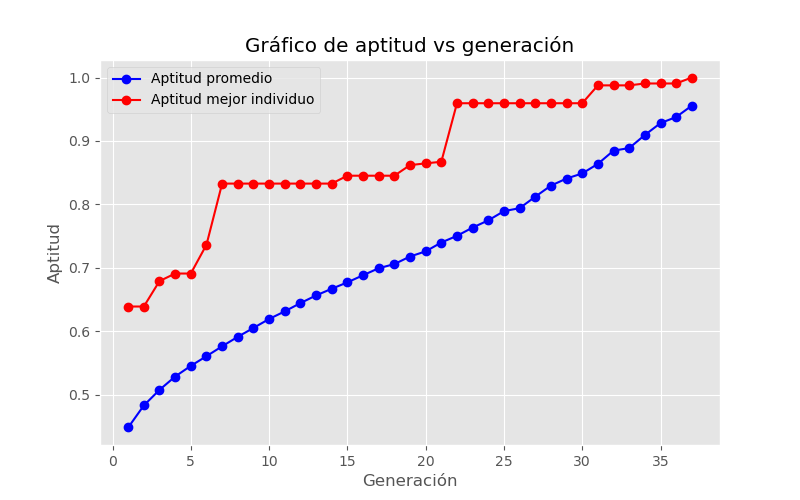 Gráfico de aptitud vs generación
Aptitud promedio
Aptitud mejor individuo
Aptitud
1.0
0.9
0.8
0.7
0.6
0.5
0 5 10 15 20 25 30 35
Generación